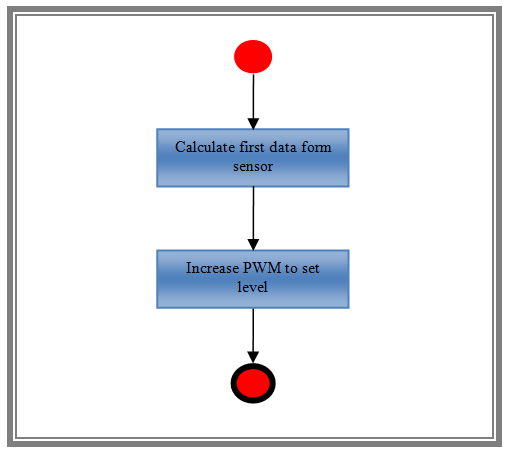 Calculate first data form
sensor
Increase PWM to set
level